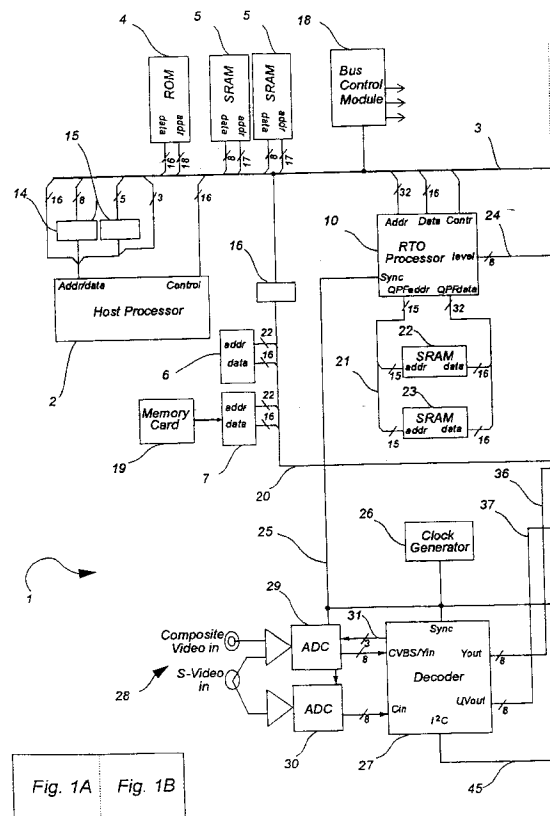 4
5
5
18
ROM
data
addr
SRAM
data
addr
SRAM
data
addr
Bus
Control
Module
16
18
8
17
8
17
3
15
14
16
8
5
3
16
32
16
24
10
Addr
Data
Contr
RTO
Processor
level
8
Sync
QPFaddr
QPFdata
16
Addr/data
Control
Host Processor
2
15
32
22
SRAM
addr
data
15
16
21
23
SRAM
addr
data
15
16
addr
data
22
16
6
Memory
Card
addr
data
22
16
19
7
20
36
37
25
26
Clock
Generator
1
29
31
3
Composite
Video in
S-Video
in
28
ADC
8
Sync
CVBS/Yin
Yout
8
Decoder
ADC
8
Cin
UVout
8
I²C
30
27
45
Fig. 1A
Fig. 1B